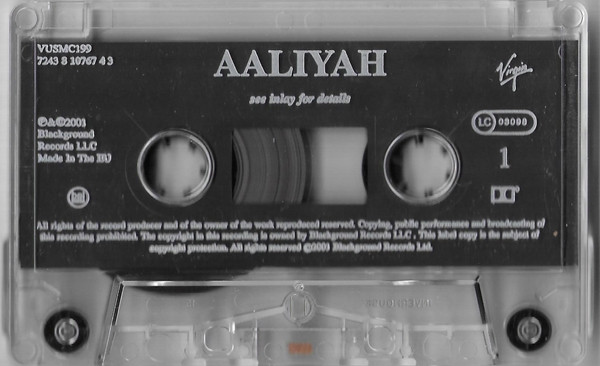 VUSMC199
7243 8 10767 4 3
AALIYAH
see inlay for details
Virgin
℗&©2001
Blackground
Records LLC
Made In The EU
LC 03098
1
All rights of the record producer and of the owner of the work reproduced reserved. Copying, public performance and broadcasting of
this recording prohibited. The copyright in this recording is owned by Blackground Records LLC . This label copy is the subject of
copyright protection. All rights reserved ©2001 Blackground Records Ltd.